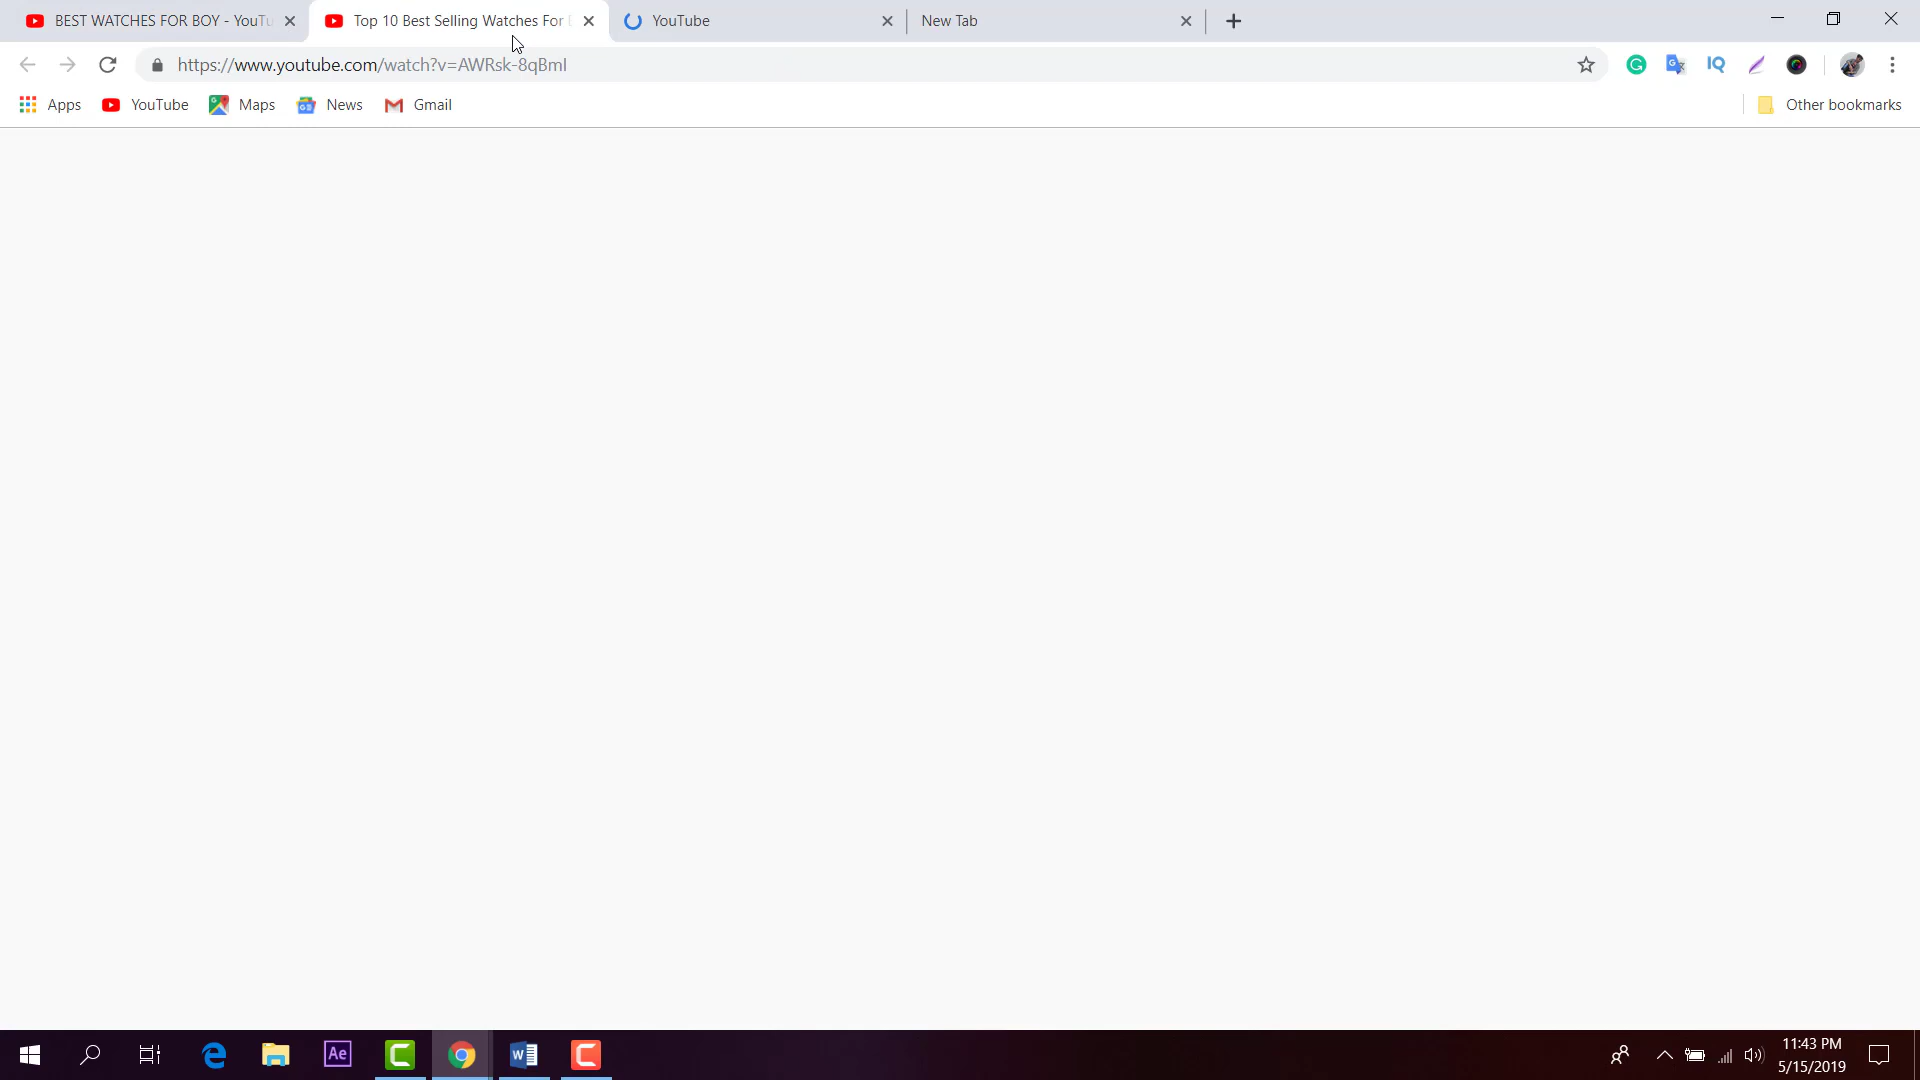 BEST WATCHES FOR BOY - YouTu
Top 10 Best Selling Watches For
YouTube
New Tab
https://www.youtube.com/watch?v=AWRsk-8qBmI
IQ
Apps
YouTube
Maps
News
Gmail
Other bookmarks
Ae
11:43 PM
5/15/2019